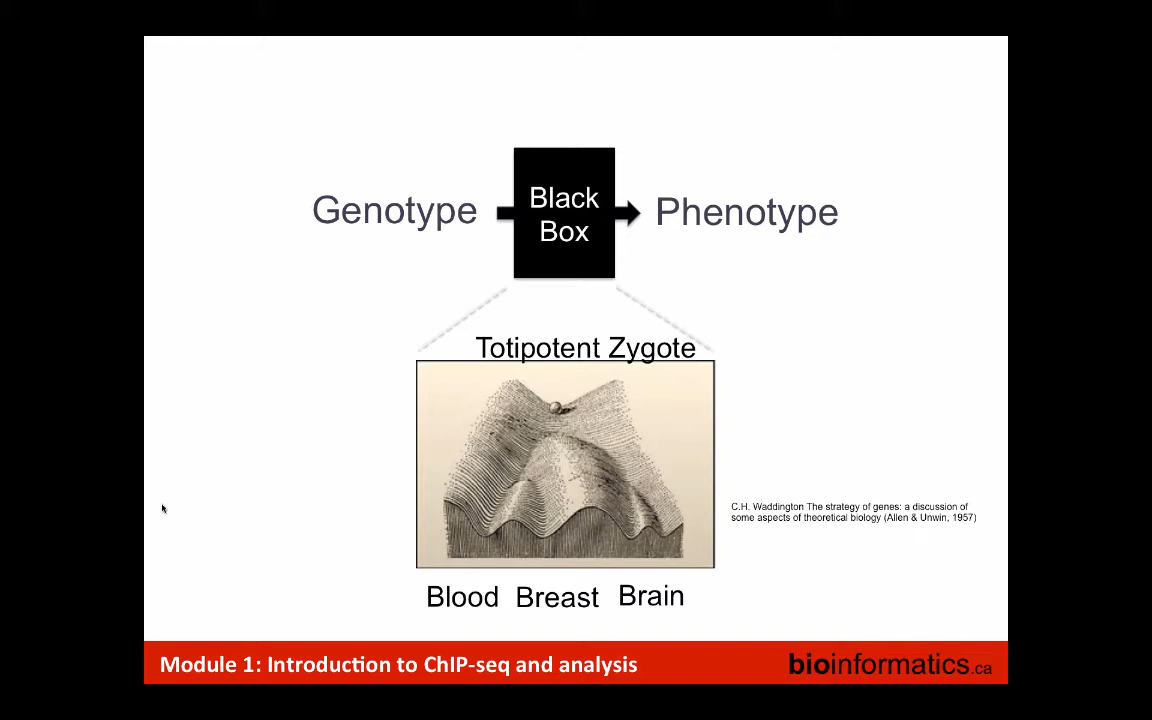 Genotype
Black
Box
Phenotype
Totipotent Zygote
C.H. Waddington The strategy of genes: a discussion of
some aspects of theoretical biology (Allen & Unwin, 1957)
Blood Breast Brain
Module 1: Introduction to ChIP-seq and analysis
bioinformatics.ca